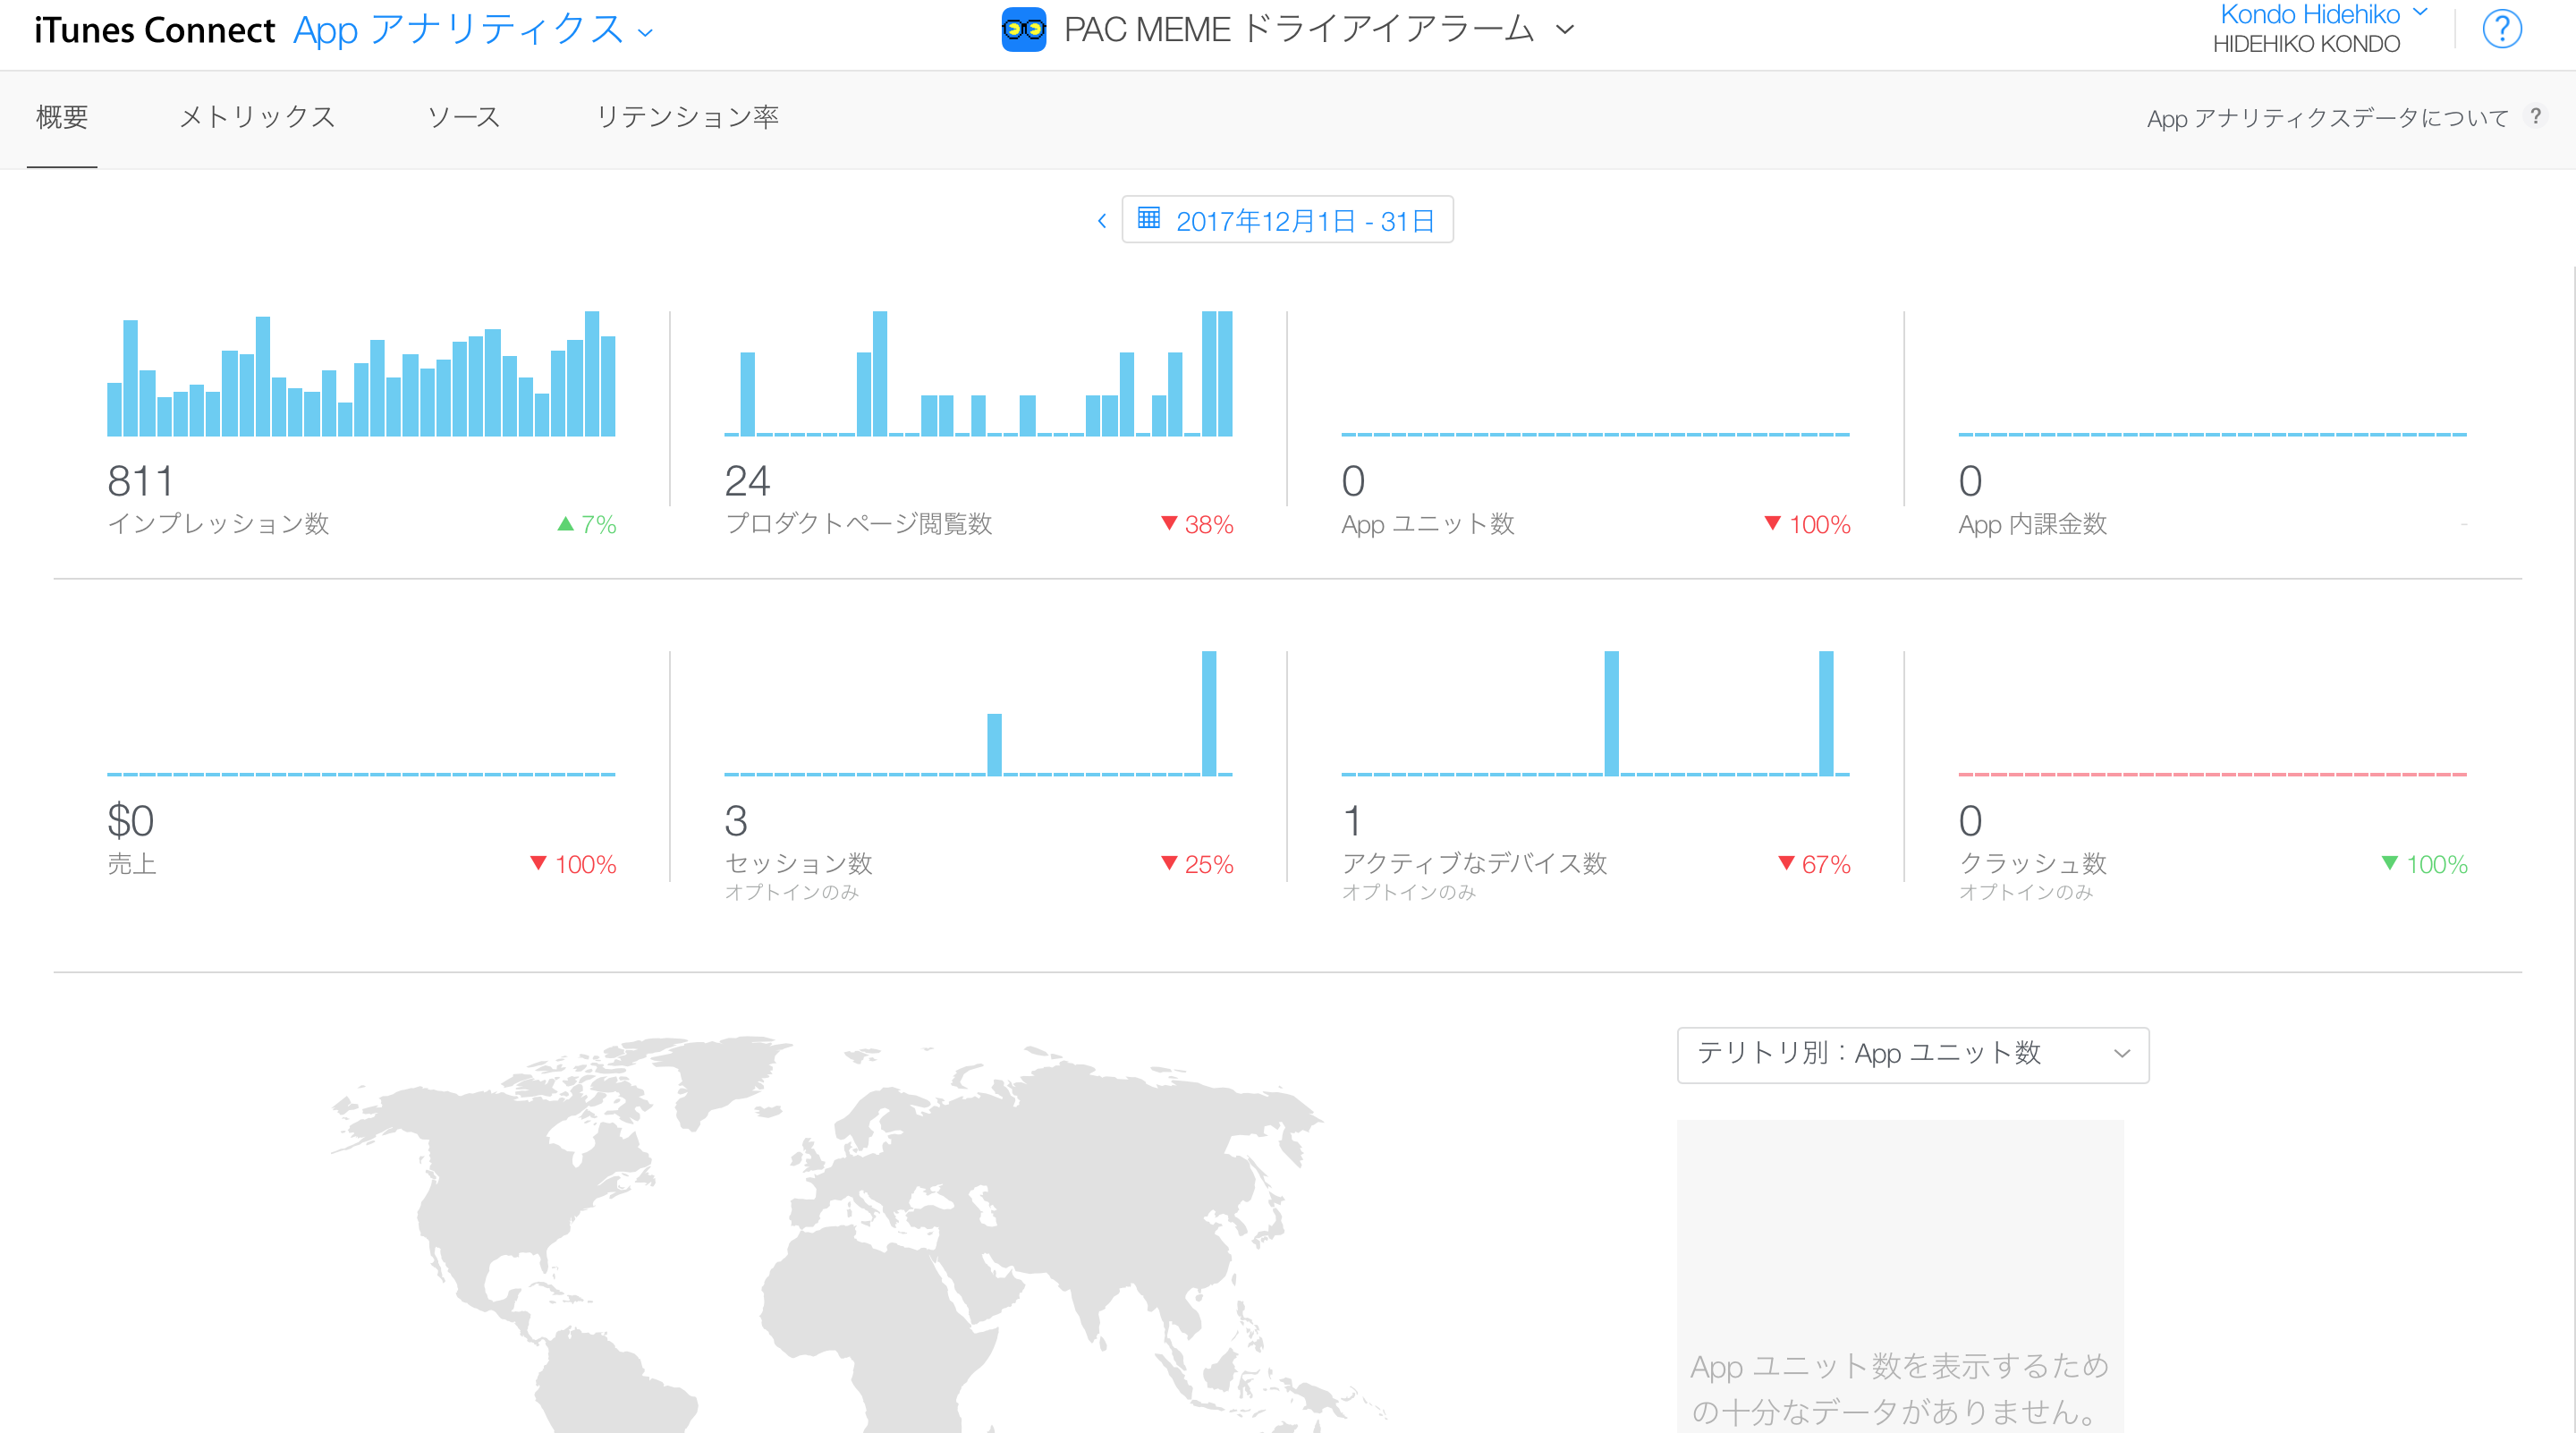 iTunes Connect App アナリティクス
PAC MEME ドライアイアラーム
Kondo Hidehiko
HIDEHIKO KONDO
?
概要 メトリックス ソース リテンション率
App アナリティクスデータについて ?
2017年12月1日 - 31日
811
インプレッション数 ▲ 7%
24
プロダクトページ閲覧数 ▼ 38%
0
App ユニット数 ▼ 100%
0
App 内課金数 -
$0
売上 ▼ 100%
3
セッション数 ▼ 25%
オプトインのみ
1
アクティブなデバイス数 ▼ 67%
オプトインのみ
0
クラッシュ数 ▼ 100%
オプトインのみ
テリトリ別：App ユニット数
App ユニット数を表示するため
の十分なデータがありません。